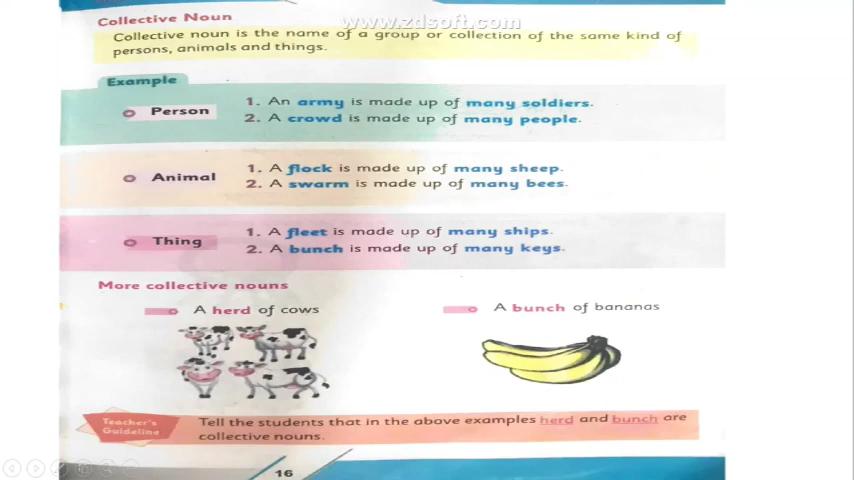 www.zdsoft.com
Collective Noun
Collective noun is the name of a group or collection of the same kind of
persons, animals and things.
Example
Person
1. An army is made up of many soldiers.
2. A crowd is made up of many people.
Animal
1. A flock is made up of many sheep.
2. A swarm is made up of many bees.
Thing
1. A fleet is made up of many ships.
2. A bunch is made up of many keys.
More collective nouns
A herd of cows
A bunch of bananas
Teacher's
Guideline
Tell the students that in the above examples herd and bunch are
collective nouns.
16